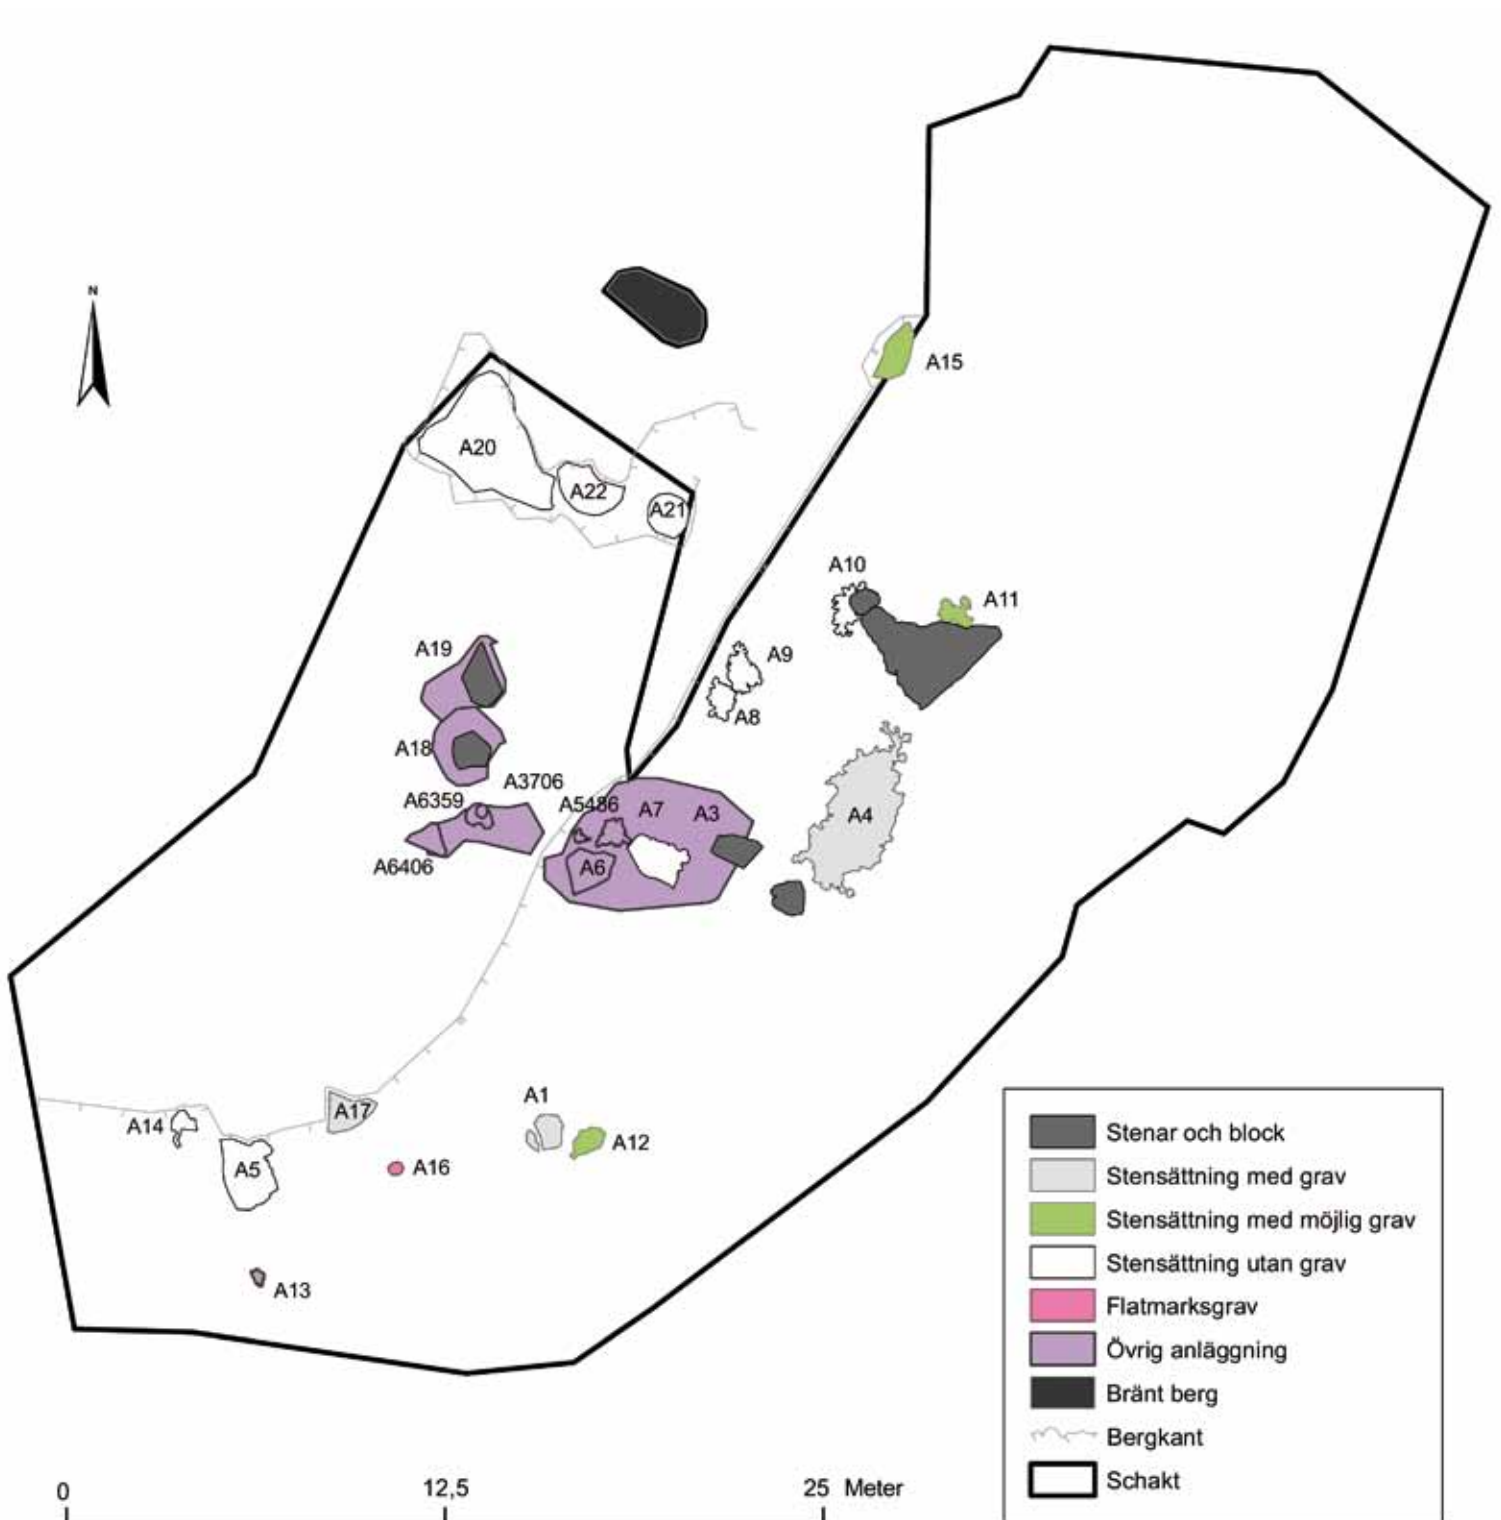 N
A15
A20
A22
A21
A10
A11
A19
A9
A8
A18
A3706
A6359
A5486
A7
A3
A4
A6406
A6
A1
A17
A14
A12
A5
A16
A13
Stenar och block
Stensättning med grav
Stensättning med möjlig grav
Stensättning utan grav
Flatmarksgrav
Övrig anläggning
Bränt berg
Bergkant
Schakt
0 12,5 25 Meter